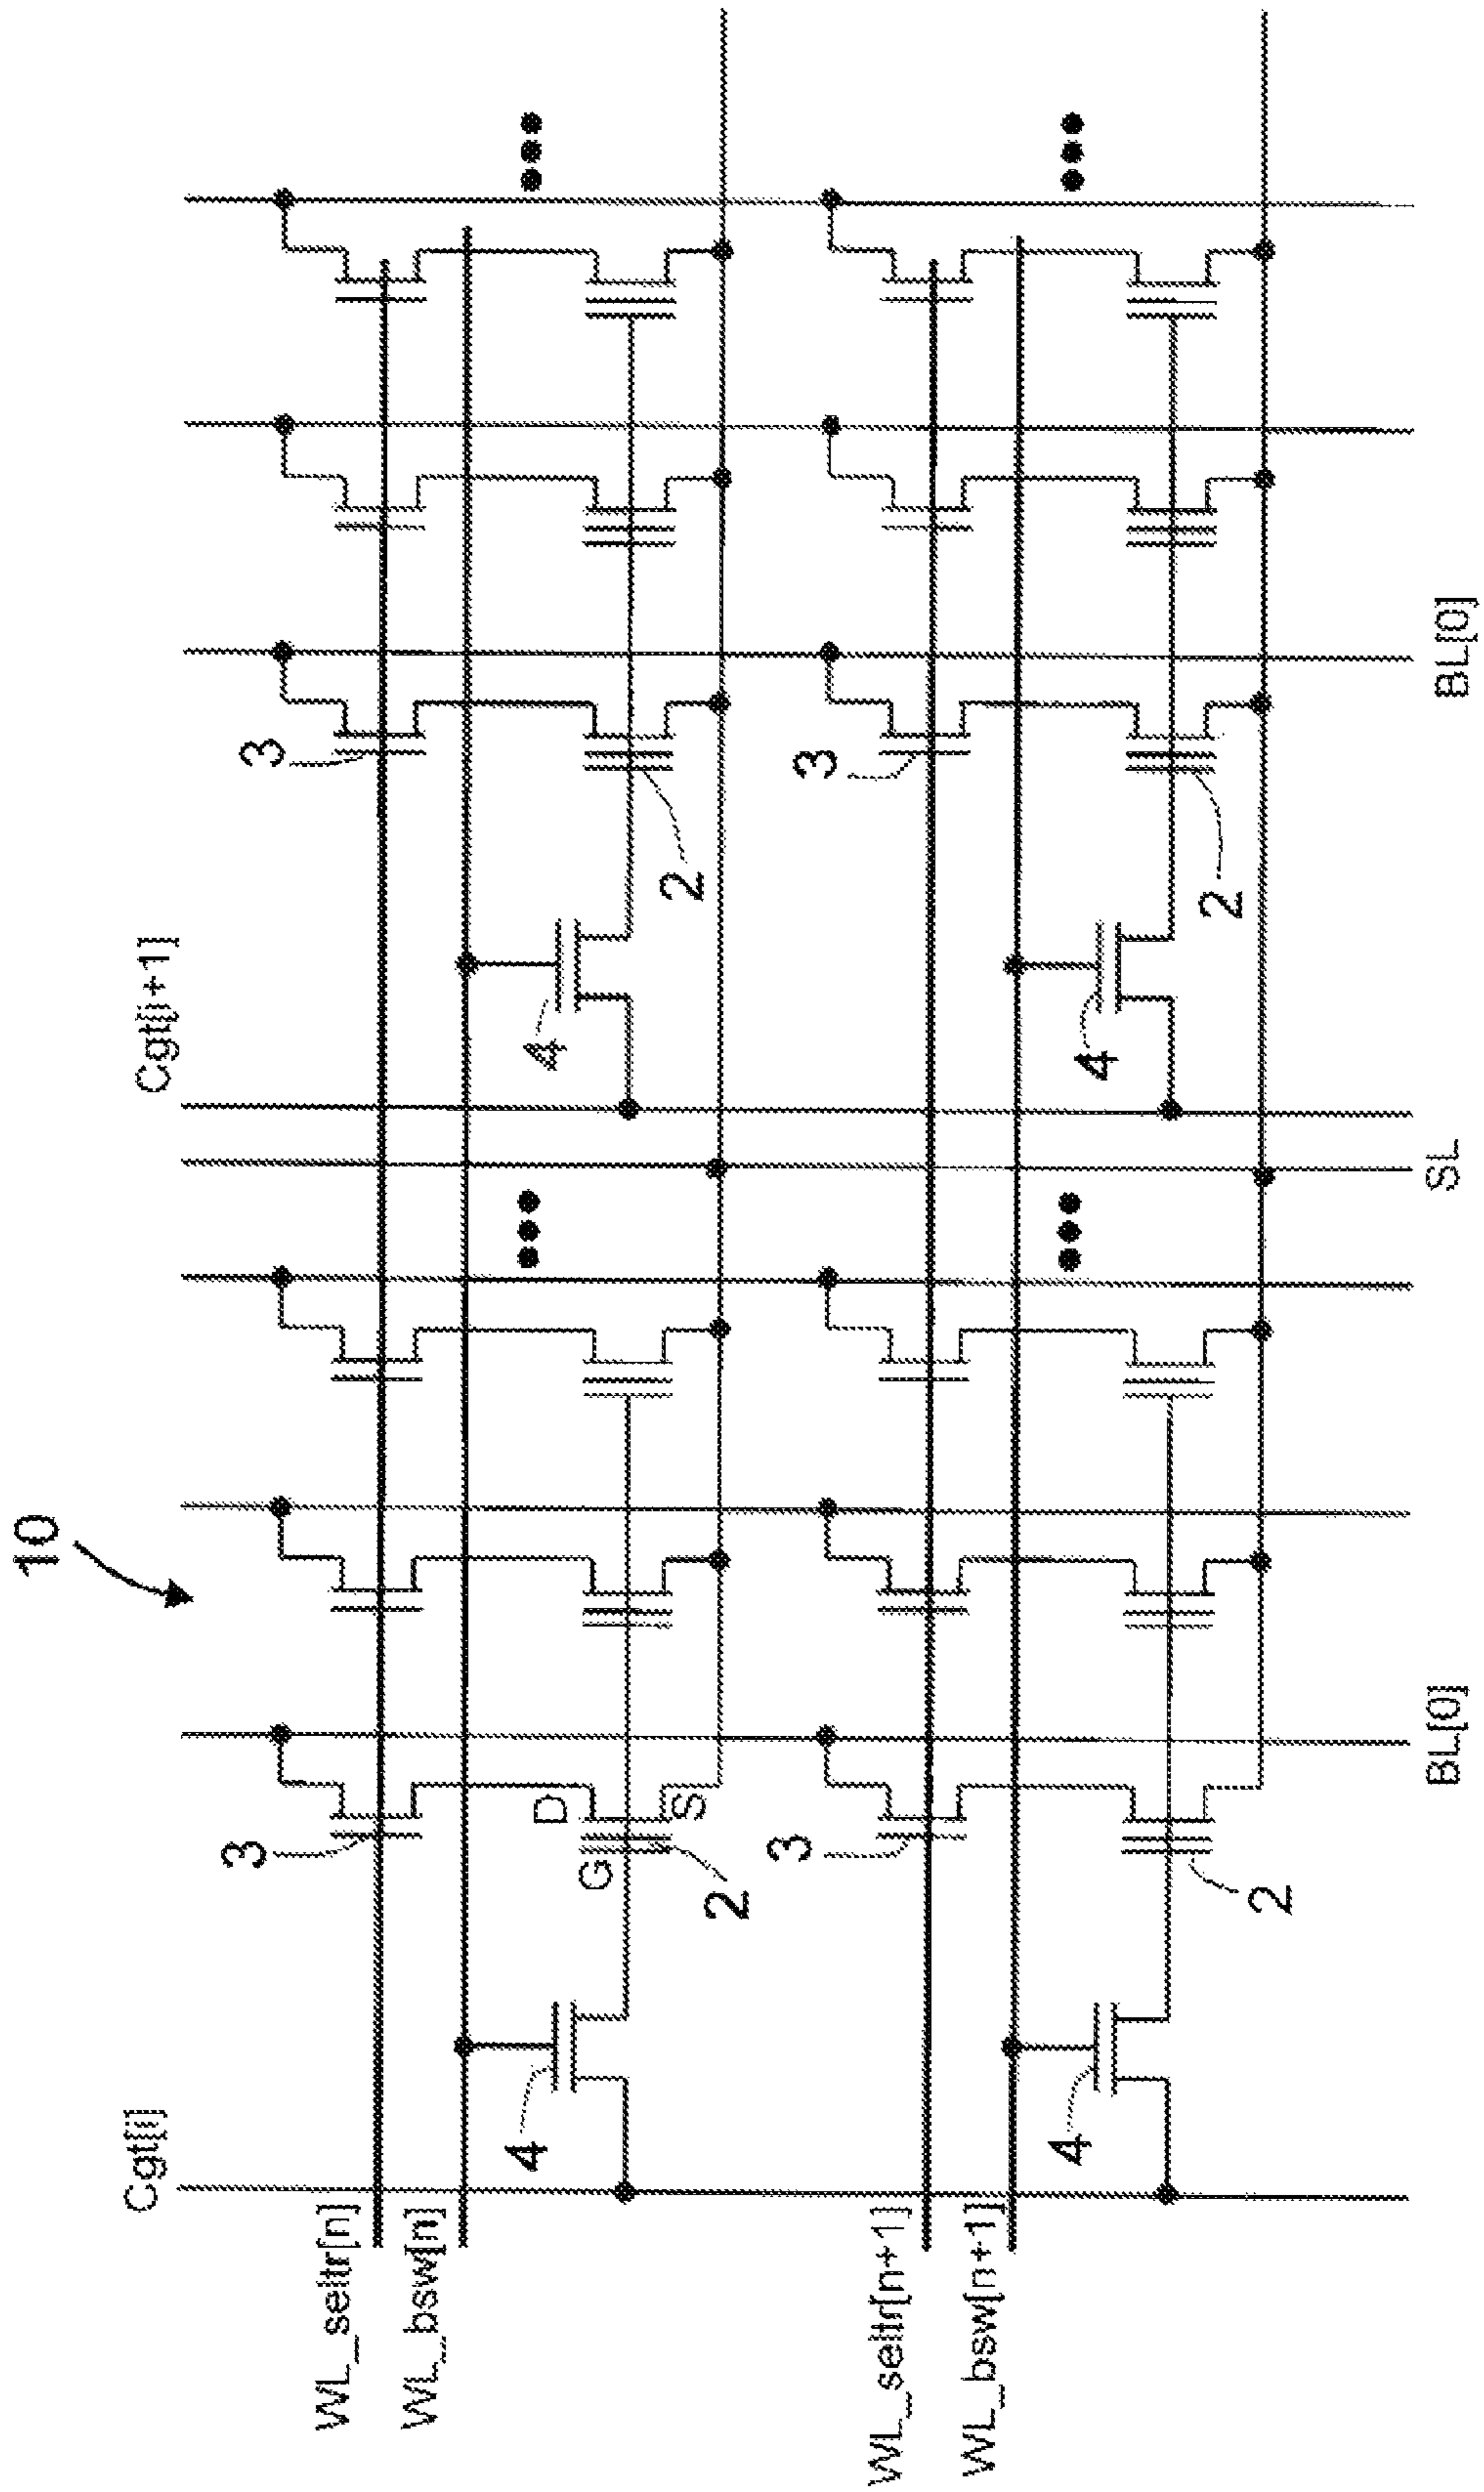 10
Cgt[i]
Cgt[i+1]
WL_seltr[n]
3
3
WL_bsw[n]
4
D
G
S
2
4
2
WL_seltr[n+1]
3
3
WL_bsw[n+1]
4
2
4
2
BL[0]
SL
BL[0]